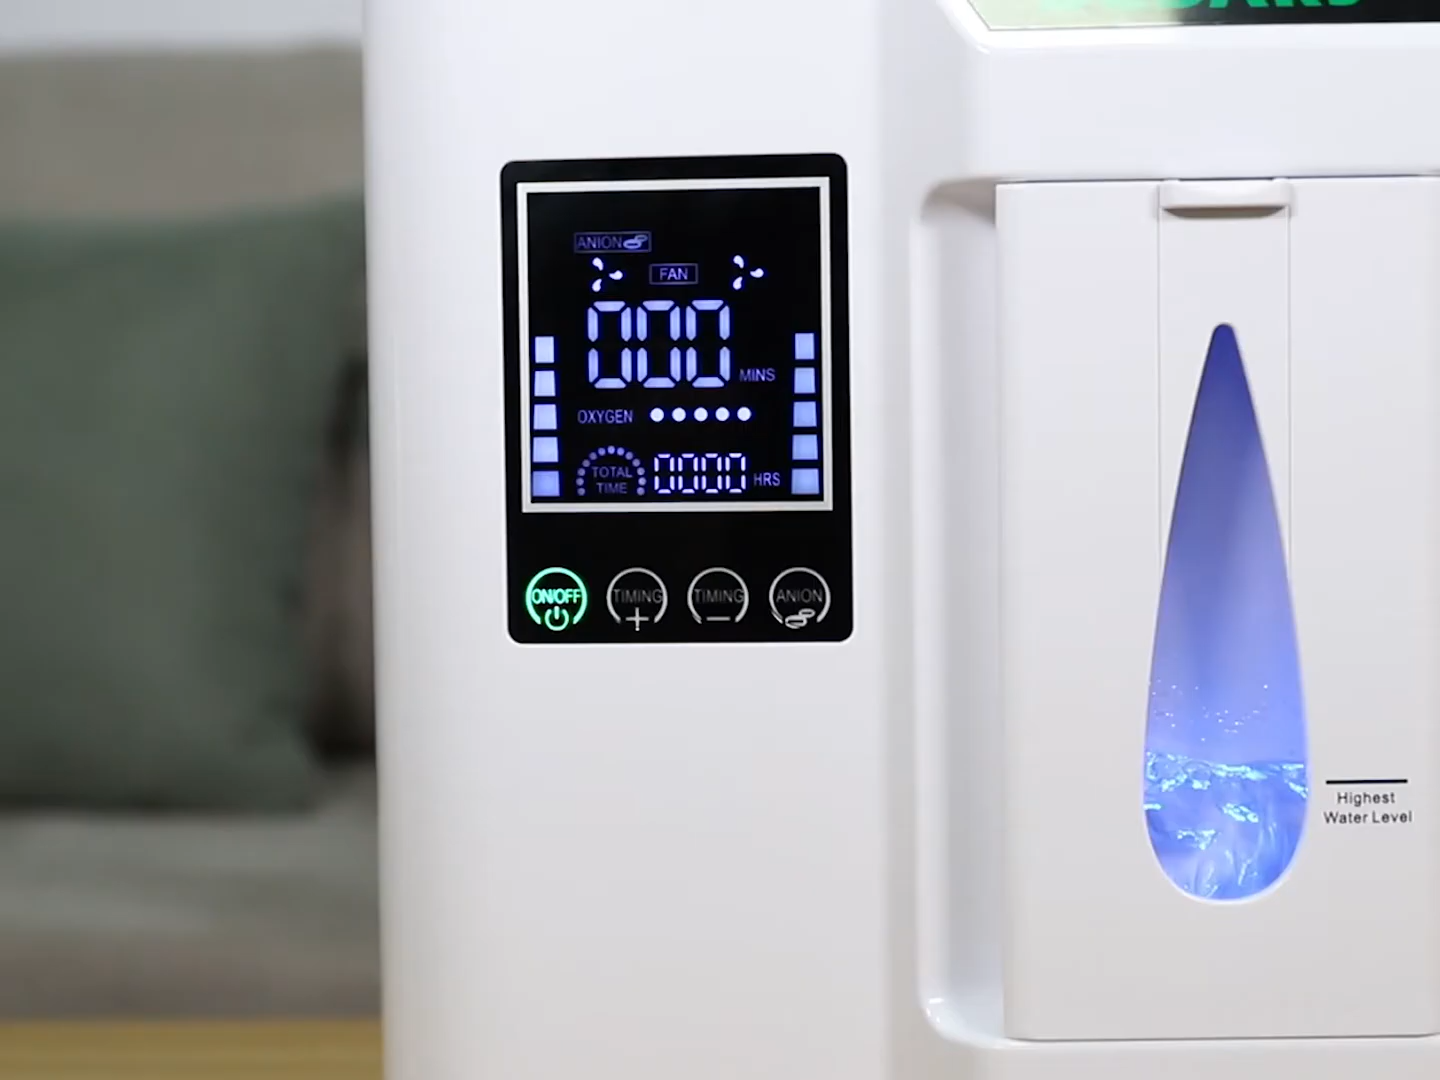 ANION
FAN
000 MINS
OXYGEN
TOTAL TIME 0000 HRS
ON/OFF
TIMING +
TIMING −
ANION
Highest
Water Level